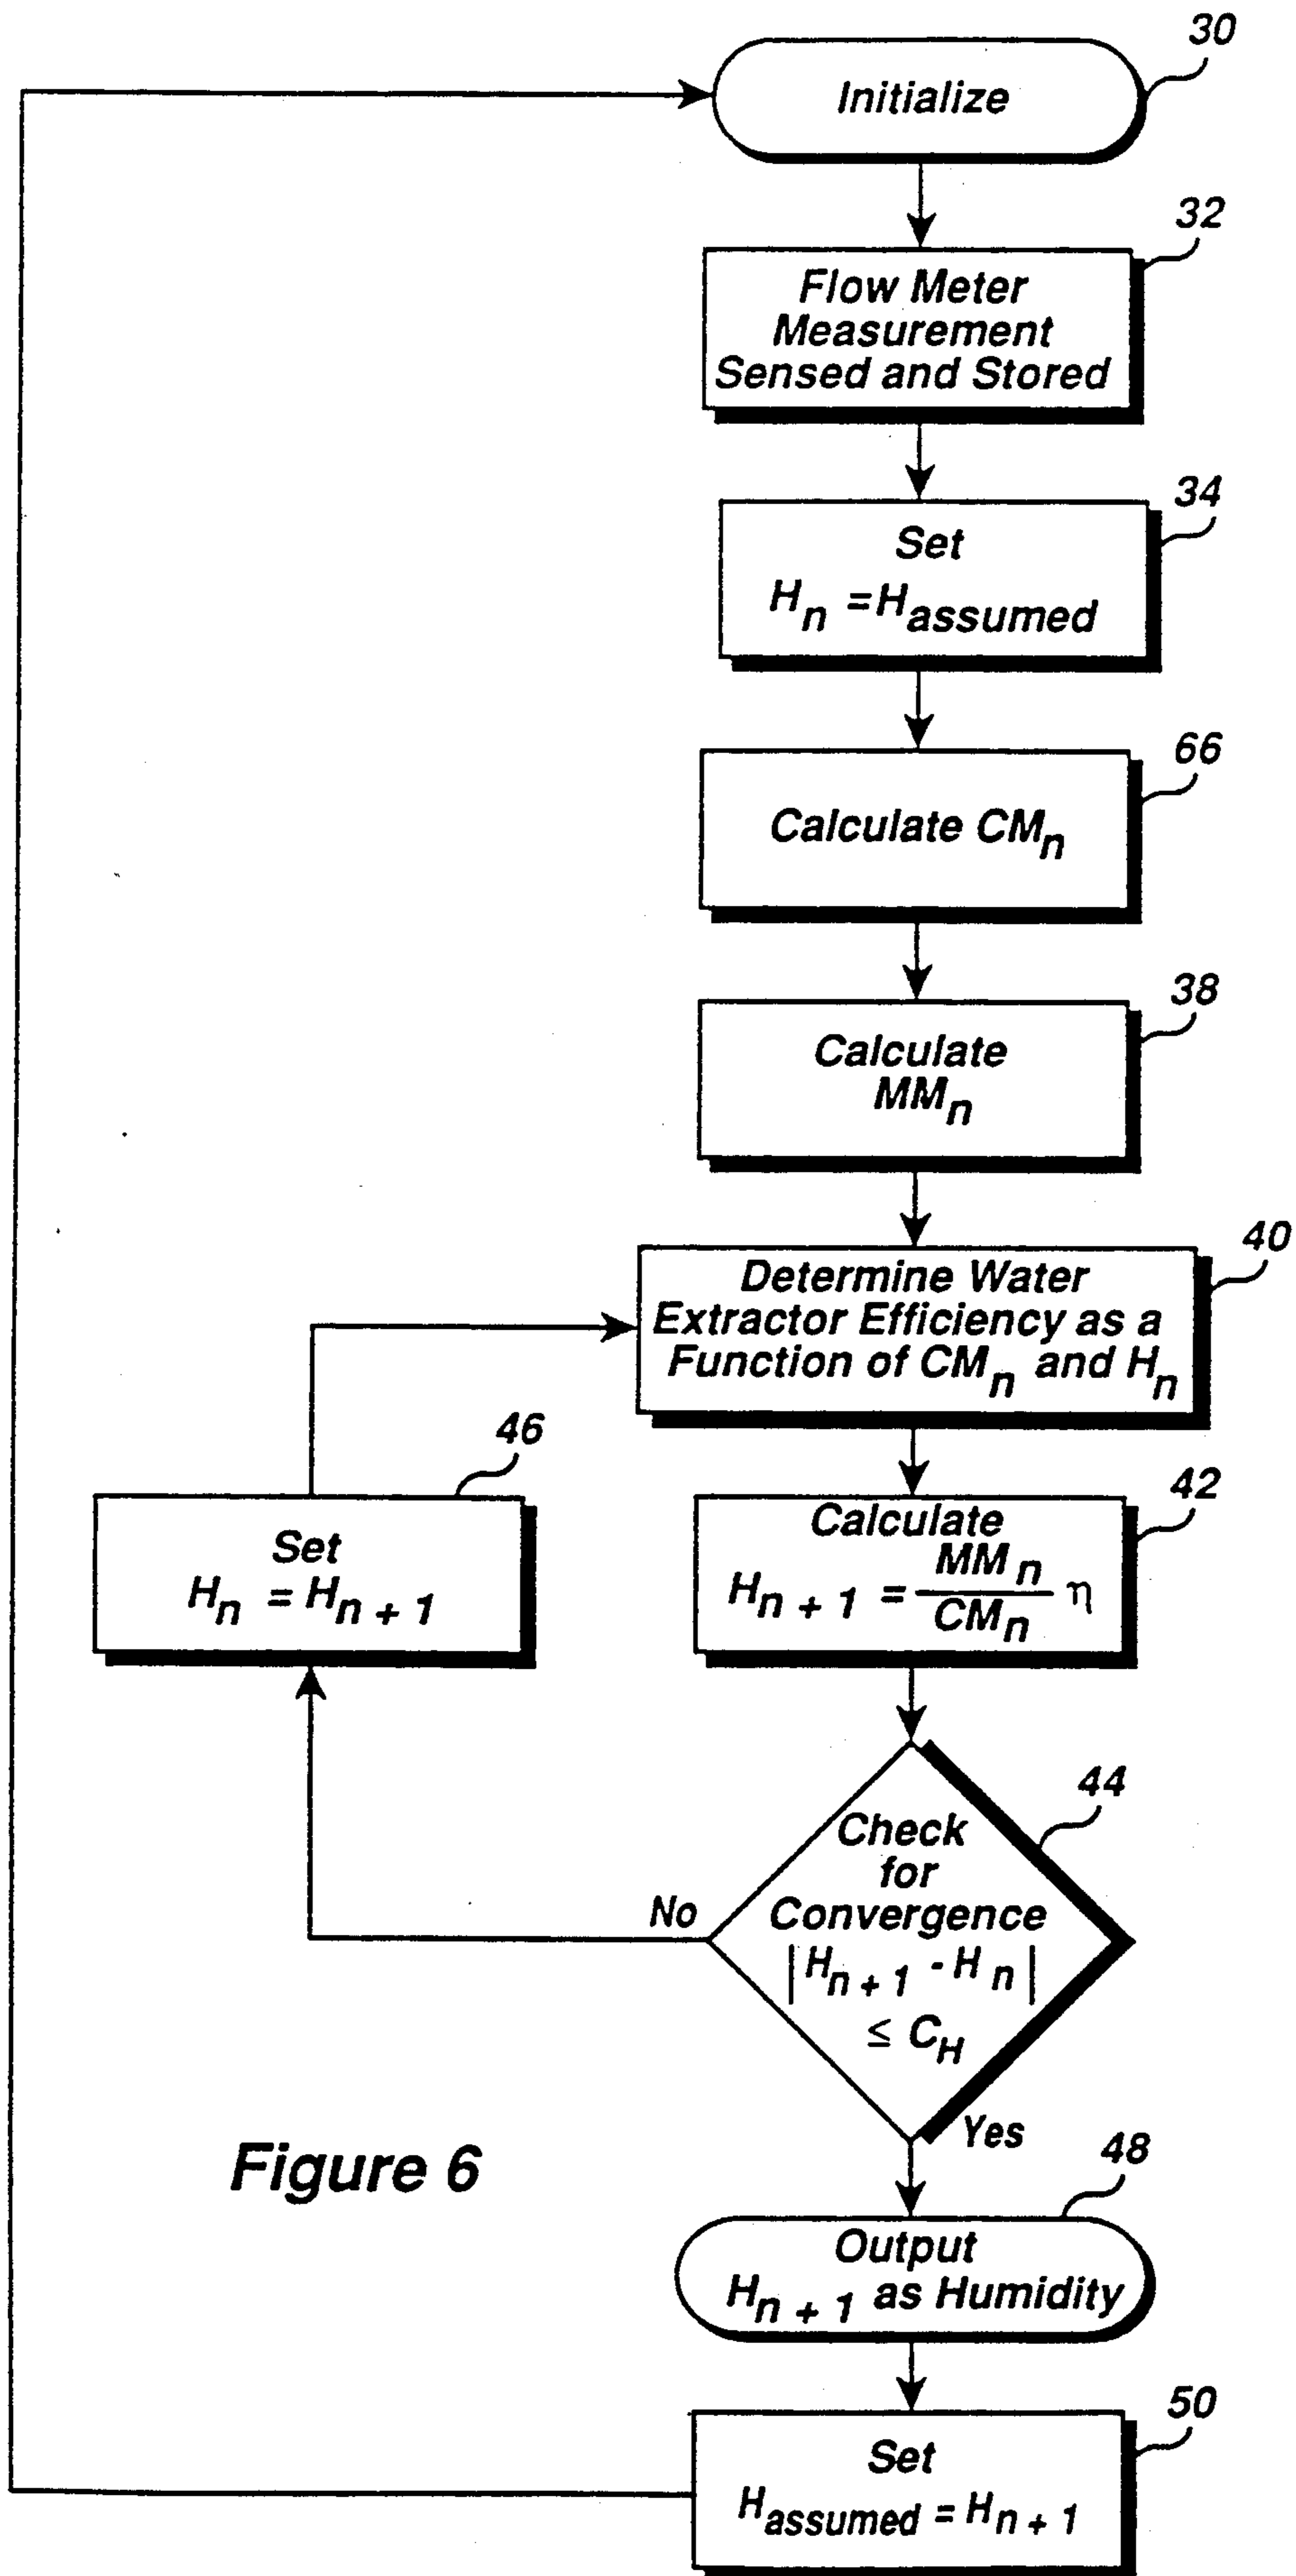 30
Initialize
32
Flow Meter
Measurement
Sensed and Stored
34
Set
Hn = Hassumed
66
Calculate CMn
38
Calculate
MMn
40
Determine Water
Extractor Efficiency as a
Function of CMn and Hn
46
Set
Hn = Hn + 1
42
Calculate
Hn + 1 = MMn / CMn η
44
Check
for
Convergence
|Hn + 1 - Hn|
≤ CH
No
Yes
Figure 6
48
Output
Hn + 1 as Humidity
50
Set
Hassumed = Hn + 1